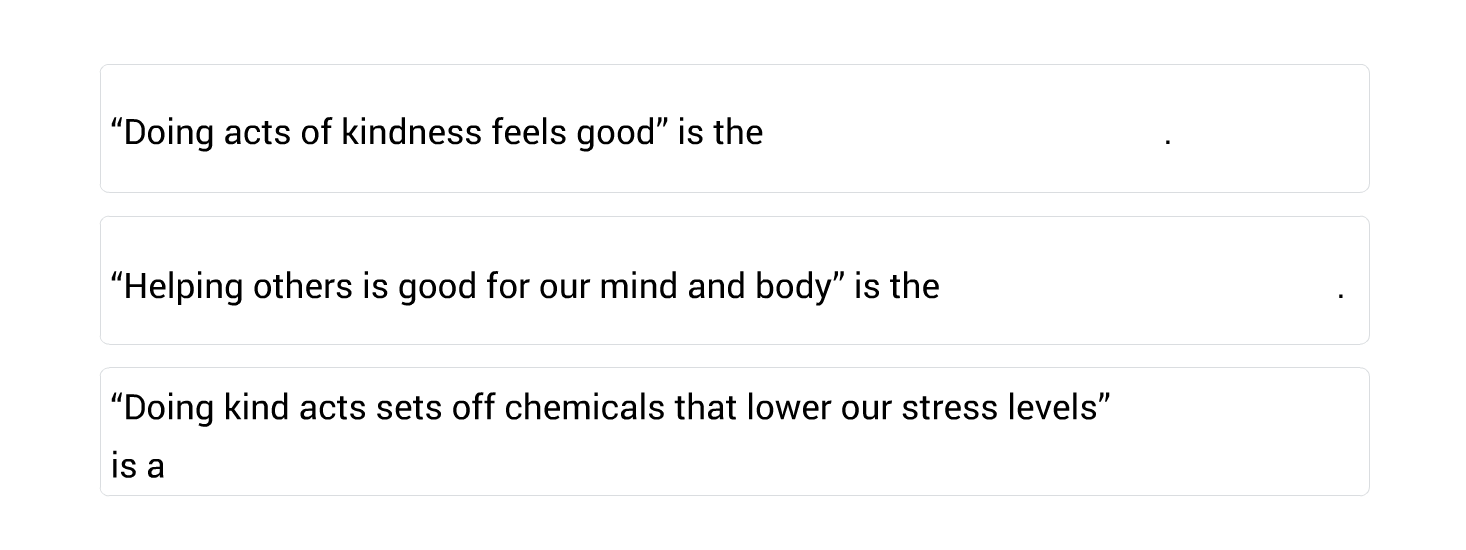 “Doing acts of kindness feels good” is the .
“Helping others is good for our mind and body” is the .
“Doing kind acts sets off chemicals that lower our stress levels”
is a